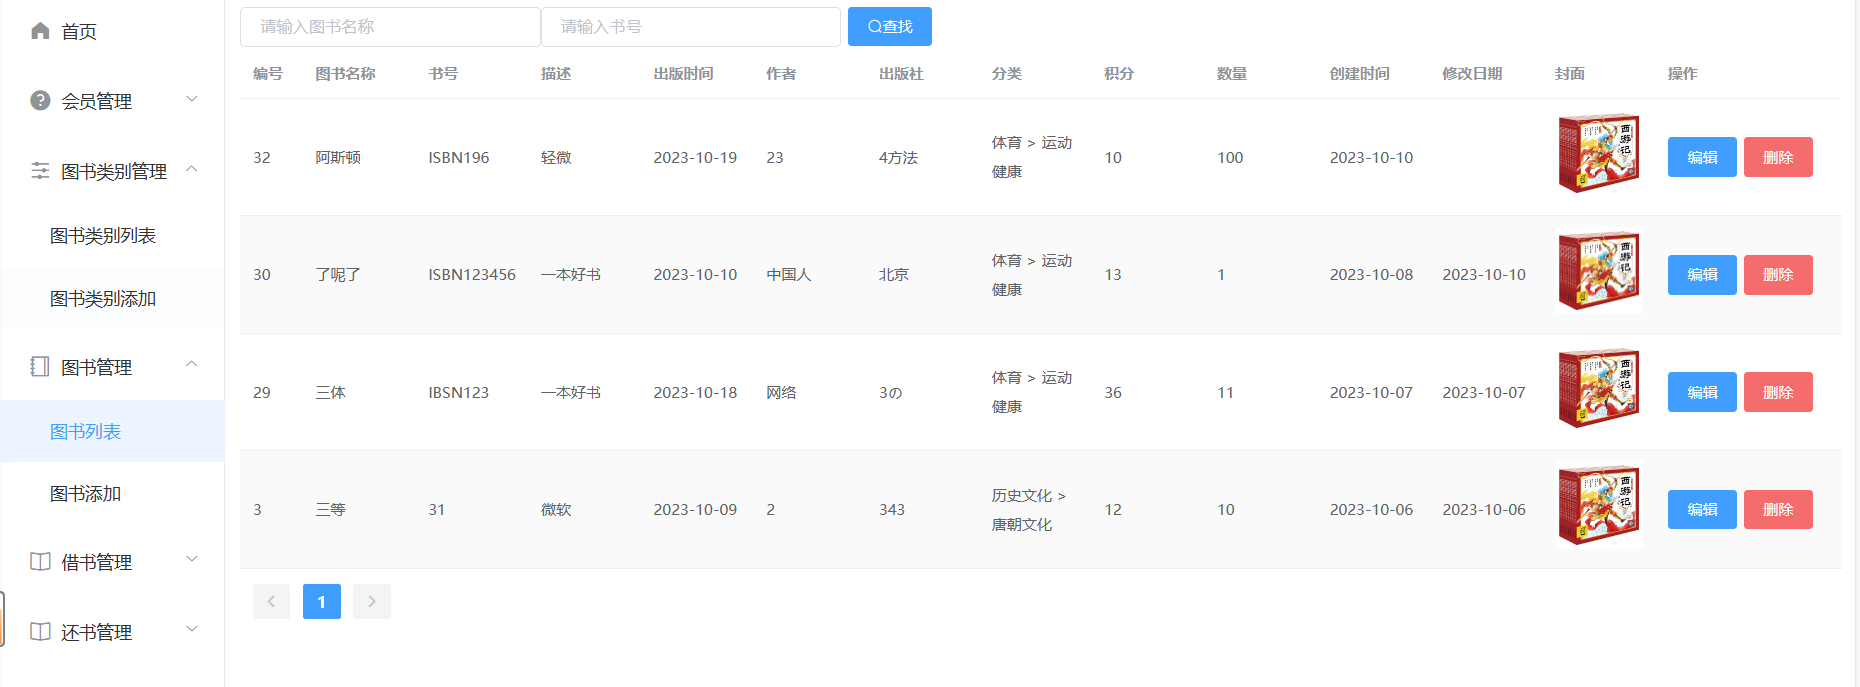 首页
会员管理
图书类别管理
图书类别列表
图书类别添加
图书管理
图书列表
图书添加
借书管理
还书管理
请输入图书名称 请输入书号 查找
编号 图书名称 书号 描述 出版时间 作者 出版社 分类 积分 数量 创建时间 修改日期 封面 操作
32 阿斯顿 ISBN196 轻微 2023-10-19 23 4方法 体育 > 运动 10 100 2023-10-10 西游记 编辑 删除
健康
30 了呢了 ISBN123456 一本好书 2023-10-10 中国人 北京 体育 > 运动 13 1 2023-10-08 2023-10-10 西游记 编辑 删除
健康
29 三体 IBSN123 一本好书 2023-10-18 网络 3の 体育 > 运动 36 11 2023-10-07 2023-10-07 西游记 编辑 删除
健康
3 三等 31 微软 2023-10-09 2 343 历史文化 > 12 10 2023-10-06 2023-10-06 西游记 编辑 删除
唐朝文化
1